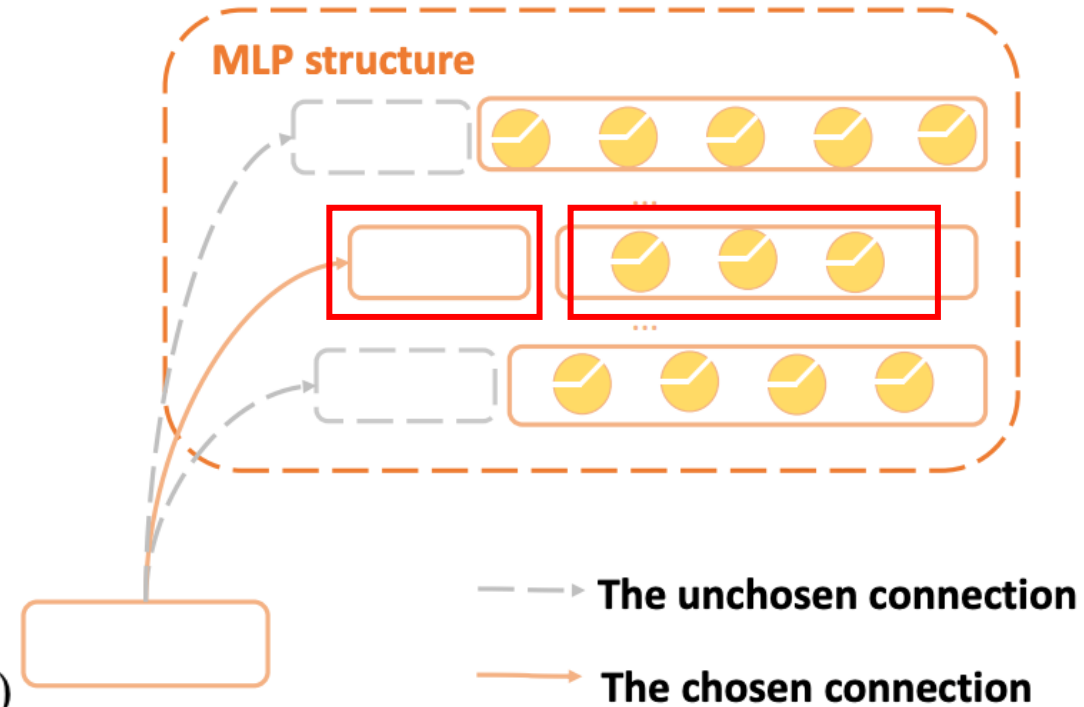 MLP structure
...
...
The unchosen connection
)
The chosen connection